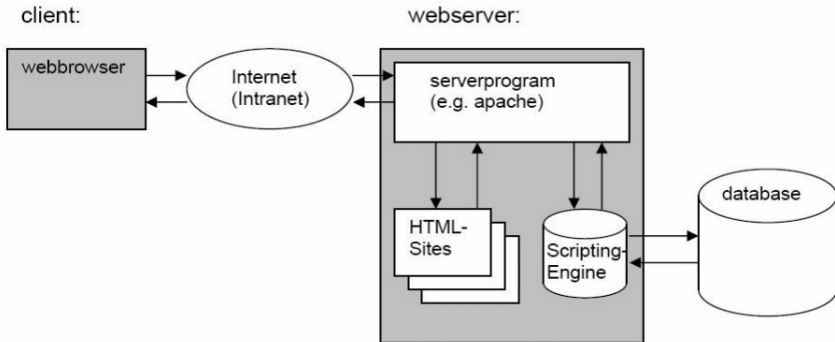 client:
webserver:
webbrowser
Internet
(Intranet)
serverprogram
(e.g. apache)
HTML-
Sites
Scripting-
Engine
database